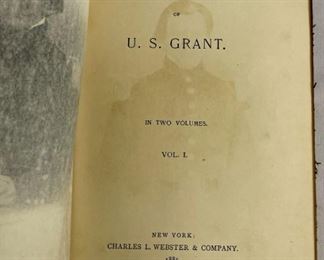 OF
U. S. GRANT.
IN TWO VOLUMES.
VOL. I.
NEW YORK:
CHARLES L. WEBSTER & COMPANY.